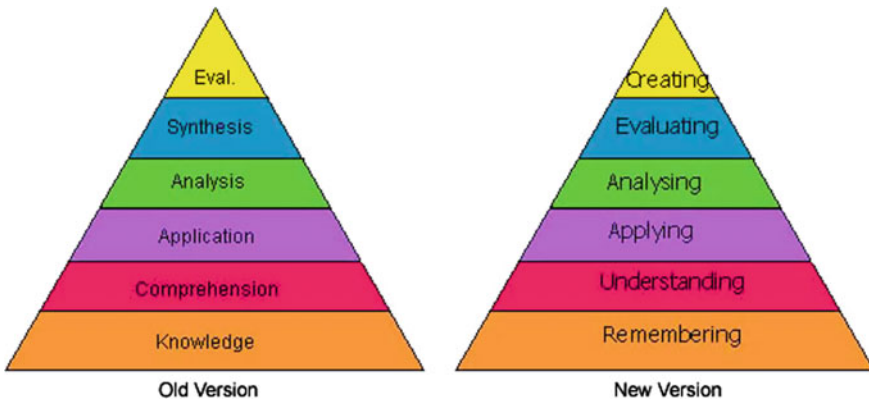 Eval.
Synthesis
Analysis
Application
Comprehension
Knowledge
Old Version
Creating
Evaluating
Analysing
Applying
Understanding
Remembering
New Version